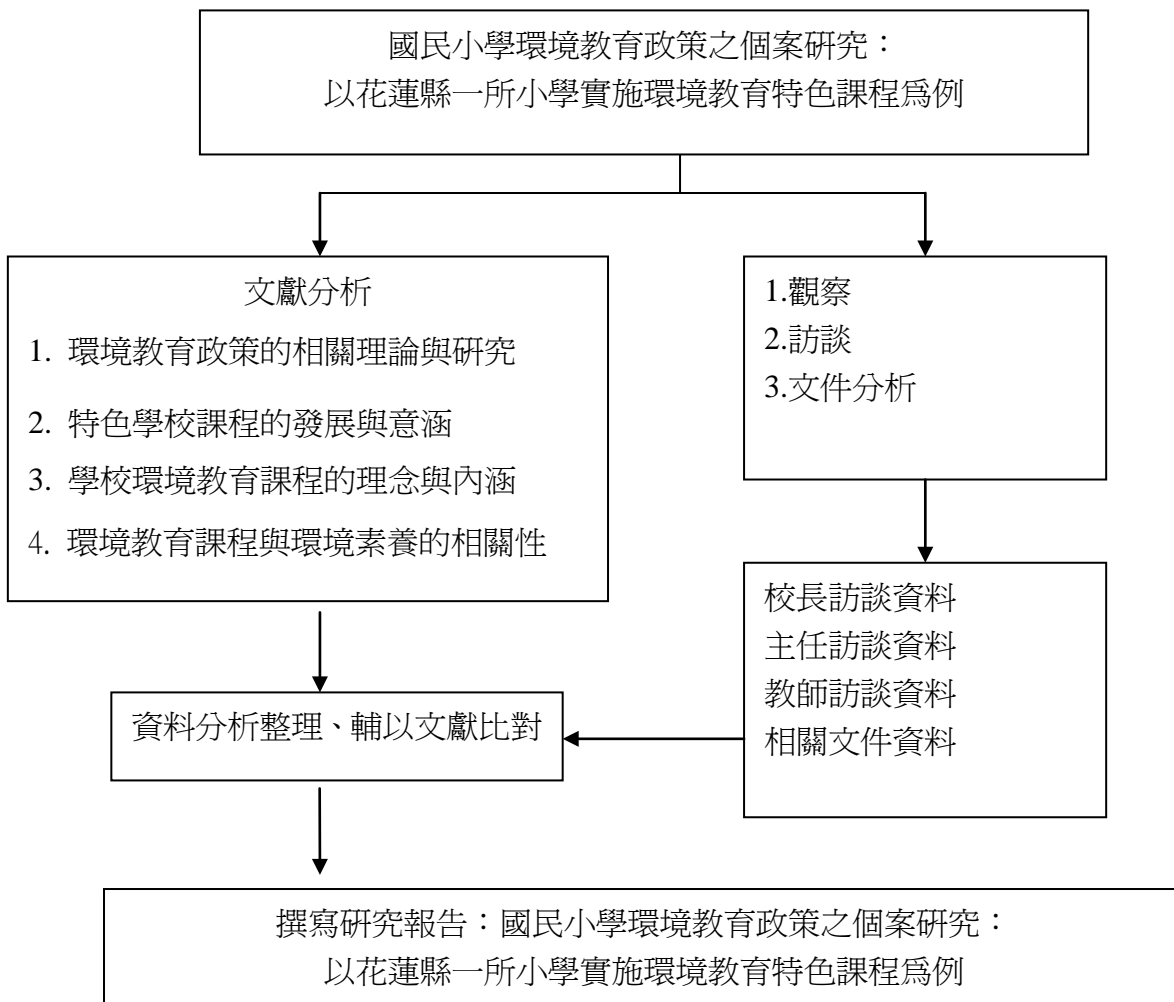 國民小學環境教育政策之個案研究：
以花蓮縣一所小學實施環境教育特色課程為例
文獻分析
1. 環境教育政策的相關理論與研究
2. 特色學校課程的發展與意涵
3. 學校環境教育課程的理念與內涵
4. 環境教育課程與環境素養的相關性
1.觀察
2.訪談
3.文件分析
校長訪談資料
主任訪談資料
教師訪談資料
相關文件資料
資料分析整理、輔以文獻比對
撰寫研究報告：國民小學環境教育政策之個案研究：
以花蓮縣一所小學實施環境教育特色課程為例